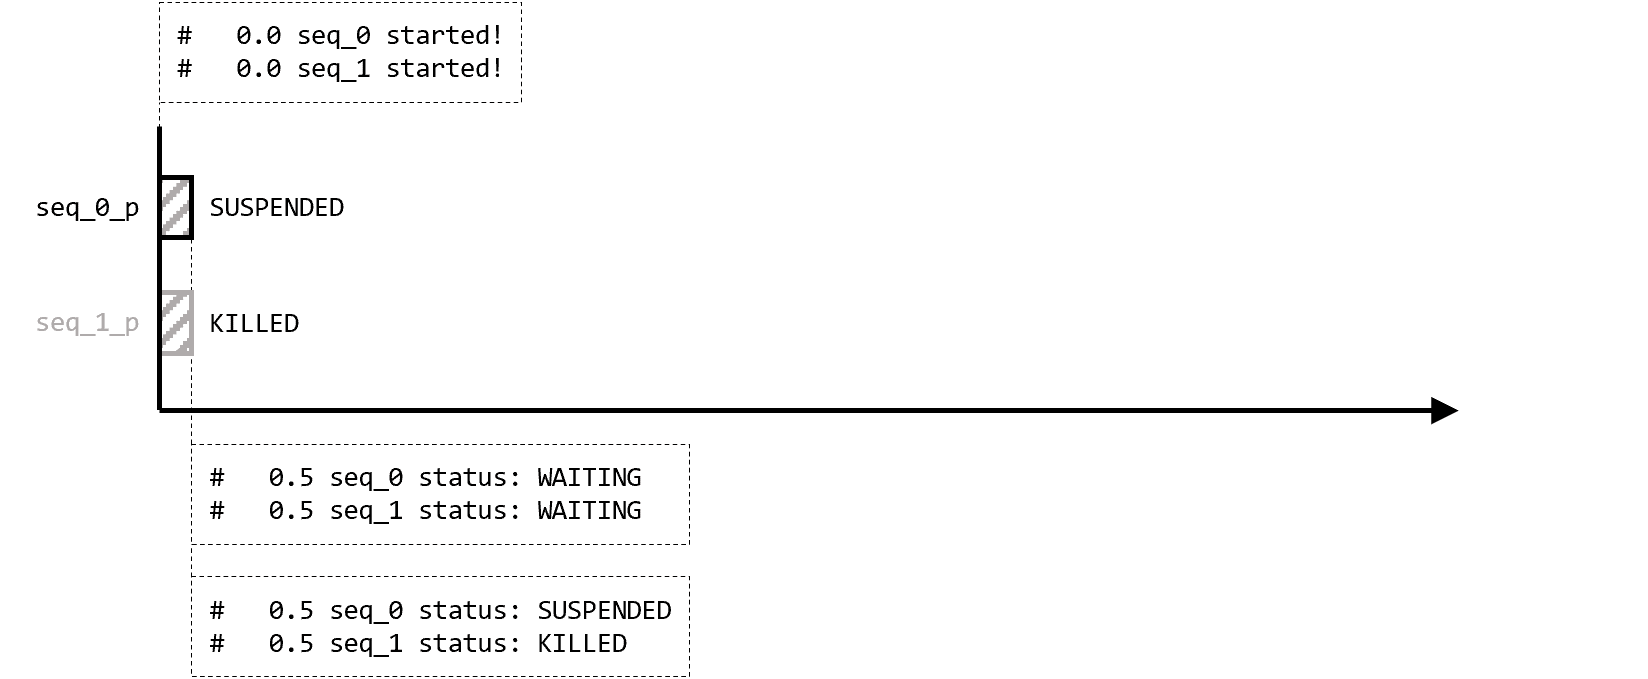 #   0.0 seq_0 started!
#   0.0 seq_1 started!
seq_0_p SUSPENDED
seq_1_p KILLED
#   0.5 seq_0 status: WAITING
#   0.5 seq_1 status: WAITING
#   0.5 seq_0 status: SUSPENDED
#   0.5 seq_1 status: KILLED